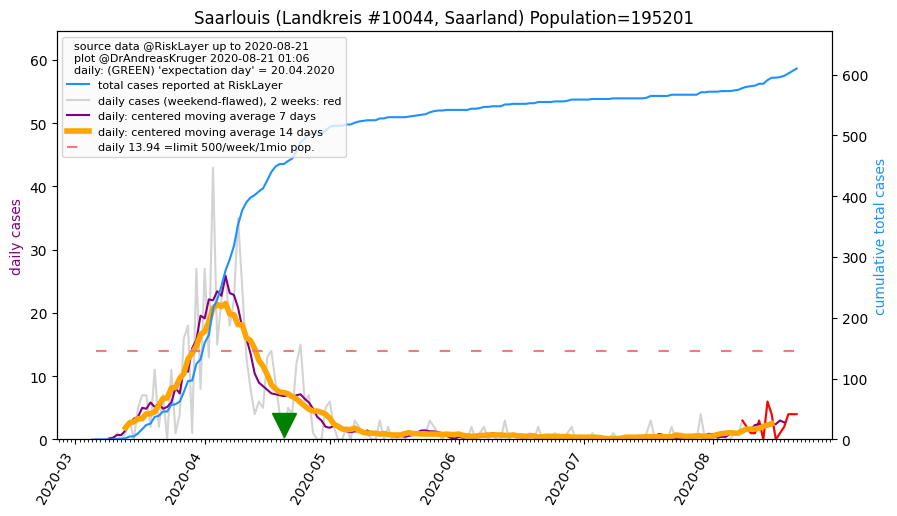 Saarlouis (Landkreis #10044, Saarland) Population=195201
source data @RiskLayer up to 2020-08-21
plot @DrAndreasKruger 2020-08-21 01:06
daily: (GREEN) 'expectation day' = 20.04.2020
total cases reported at RiskLayer
daily cases (weekend-flawed), 2 weeks: red
daily: centered moving average 7 days
daily: centered moving average 14 days
daily 13.94 =limit 500/week/1mio pop.
daily cases
60
50
40
30
20
10
0
cumulative total cases
600
500
400
300
200
100
0
2020-03
2020-04
2020-05
2020-06
2020-07
2020-08